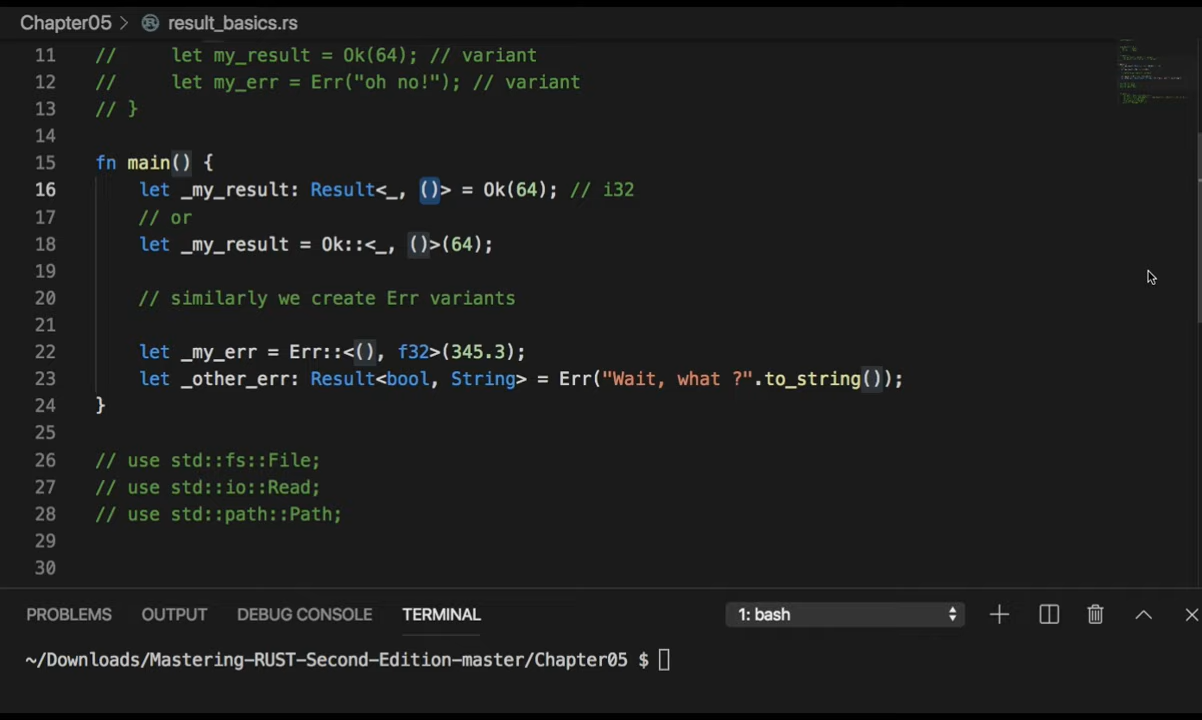 Chapter05 > result_basics.rs
11 //     let my_result = Ok(64); // variant
12 //     let my_err = Err("oh no!"); // variant
13 // }
14
15 fn main() {
16     let _my_result: Result<_, ()> = Ok(64); // i32
17     // or
18     let _my_result = Ok::<_, ()>(64);
19
20     // similarly we create Err variants
21
22     let _my_err = Err::<(), f32>(345.3);
23     let _other_err: Result<bool, String> = Err("Wait, what ?".to_string());
24 }
25
26 // use std::fs::File;
27 // use std::io::Read;
28 // use std::path::Path;
29
30
PROBLEMS OUTPUT DEBUG CONSOLE TERMINAL 1: bash
~/Downloads/Mastering-RUST-Second-Edition-master/Chapter05 $